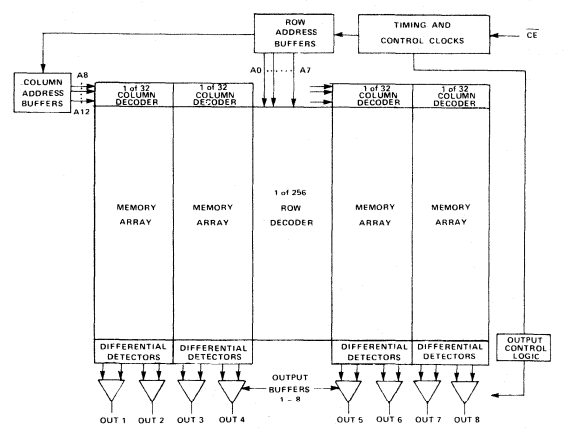 ROW
ADDRESS
BUFFERS
TIMING AND
CONTROL CLOCKS
CE
COLUMN
ADDRESS
BUFFERS
A8
A12
A0
A7
1 of 32
COLUMN
DECODER
1 of 32
COLUMN
DECODER
1 of 32
COLUMN
DECODER
1 of 32
COLUMN
DECODER
MEMORY
ARRAY
MEMORY
ARRAY
1 of 256
ROW
DECODER
MEMORY
ARRAY
MEMORY
ARRAY
DIFFERENTIAL
DETECTORS
DIFFERENTIAL
DETECTORS
DIFFERENTIAL
DETECTORS
DIFFERENTIAL
DETECTORS
OUTPUT
CONTROL
LOGIC
OUTPUT
BUFFERS
1 - 8
OUT 1
OUT 2
OUT 3
OUT 4
OUT 5
OUT 6
OUT 7
OUT 8